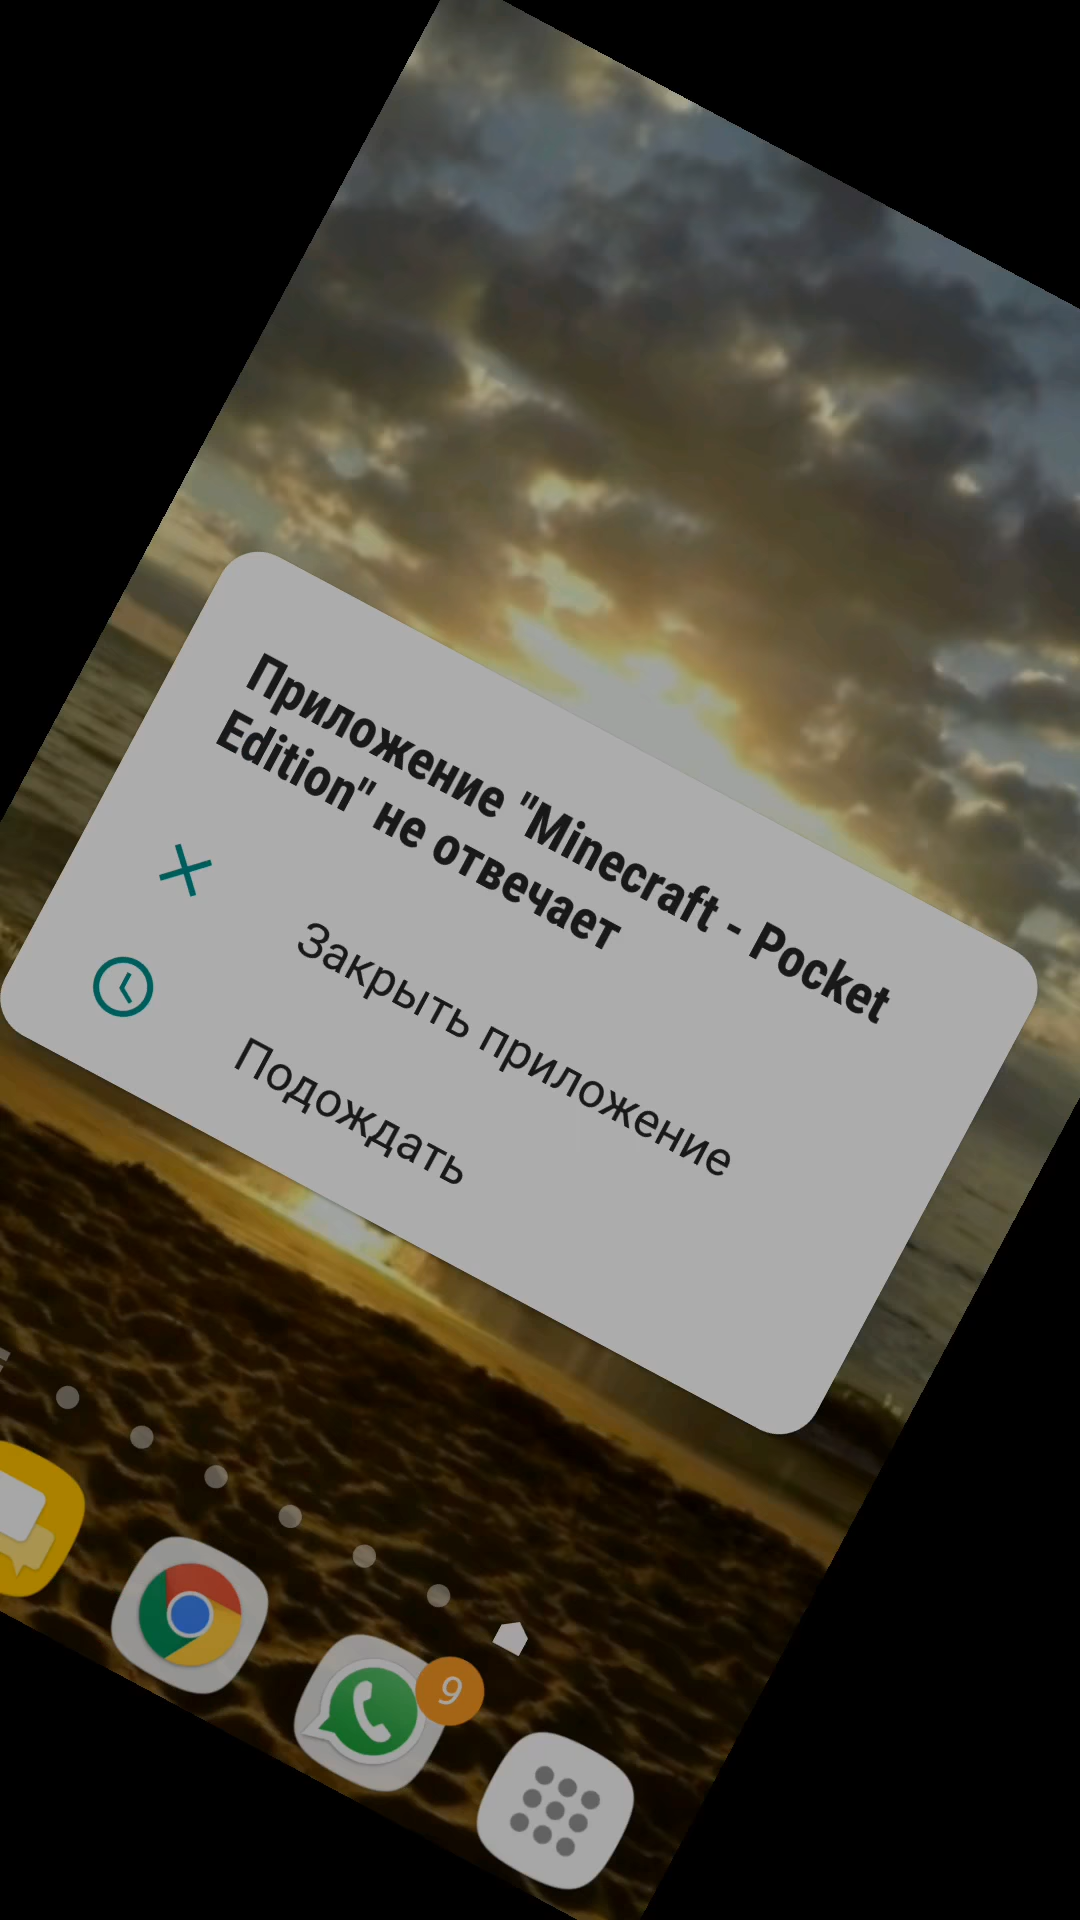 Приложение "Minecraft - Pocket
Edition" не отвечает
Закрыть приложение
Подождать
9